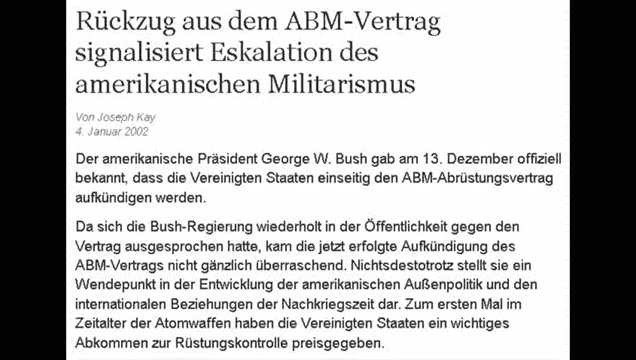 Rückzug aus dem ABM-Vertrag
signalisiert Eskalation des
amerikanischen Militarismus
Von Joseph Kay
4. Januar 2002
Der amerikanische Präsident George W. Bush gab am 13. Dezember offiziell
bekannt, dass die Vereinigten Staaten einseitig den ABM-Abrüstungsvertrag
aufkündigen werden.
Da sich die Bush-Regierung wiederholt in der Öffentlichkeit gegen den
Vertrag ausgesprochen hatte, kam die jetzt erfolgte Aufkündigung des
ABM-Vertrags nicht gänzlich überraschend. Nichtsdestotrotz stellt sie ein
Wendepunkt in der Entwicklung der amerikanischen Außenpolitik und den
internationalen Beziehungen der Nachkriegszeit dar. Zum ersten Mal im
Zeitalter der Atomwaffen haben die Vereinigten Staaten ein wichtiges
Abkommen zur Rüstungskontrolle preisgegeben.